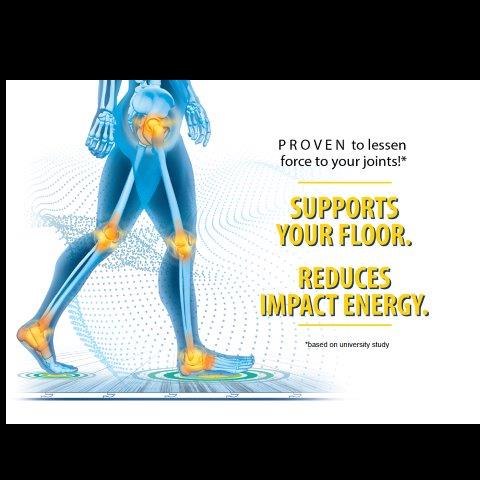 PROVEN to lessen
force to your joints!*
SUPPORTS
YOUR FLOOR.
REDUCES
IMPACT ENERGY.
*based on university study